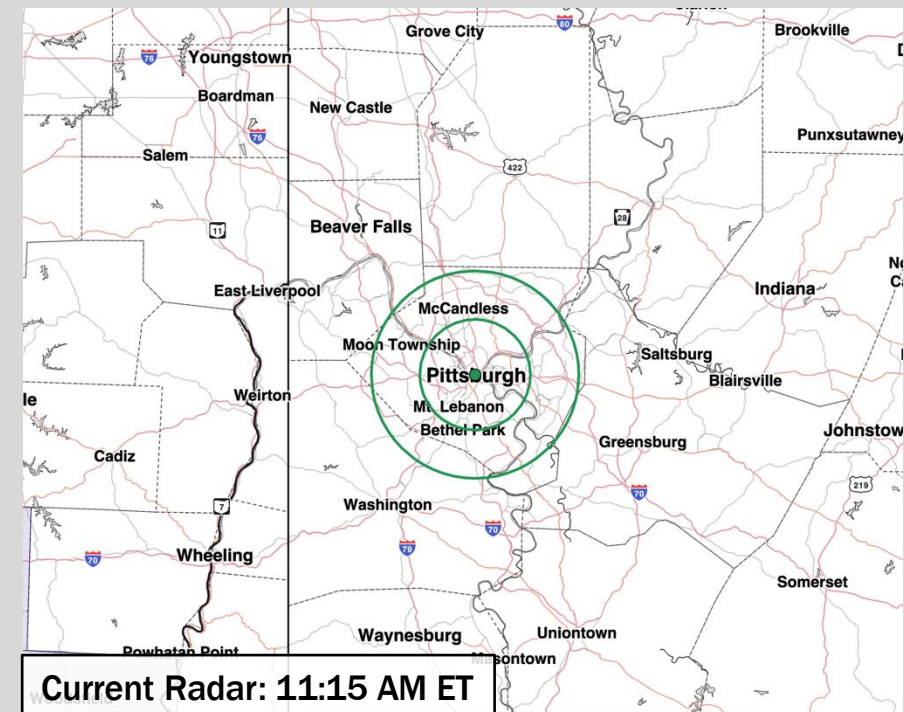 Grove City
80
Brookville
76
Youngstown
Boardman
New Castle
76
Punxsutawney
Salem
422
28
11
Beaver Falls
East Liverpool
Indiana
McCandless
Moon Township
Saltsburg
Pittsburgh
Blairsville
Weirton
Mt. Lebanon
Bethel Park
Greensburg
Johnstow
Cadiz
219
70
7
Washington
70
79
70
Wheeling
Somerset
Waynesburg
Uniontown
Powhatan Point
Masontown
Current Radar: 11:15 AM ET